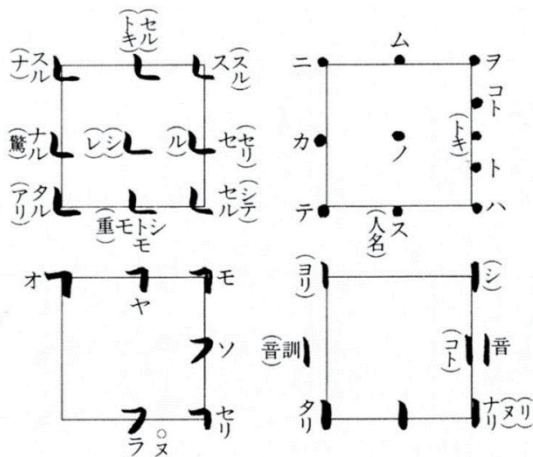 ヲ
コト
(トキ)
ト
ハ
ム
ノ
ス
(人名)
ニ
カ
テ
ス(スル)
(セル)(トキ)
スル(ナ)
セ(セリ)
(ル)
(シ)(レ)
ナル(驚)
セル(シテ)
シモ
ト
モ
重
タル(アリ)
(シ)
音
(コト)
ナリ(ヌ)(リ)
(ヨリ)
訓(音)
タリ
モ
ソ
セリ
ヤ
ラ
○ヌ
オ